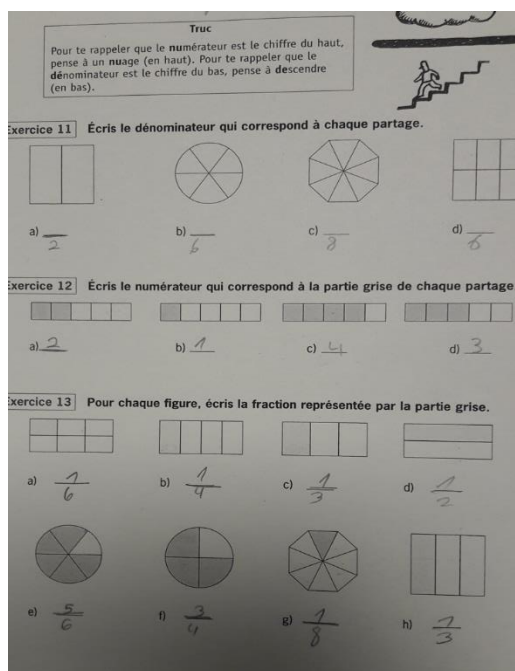 Truc
Pour te rappeler que le numérateur est le chiffre du haut,
pense à un nuage (en haut). Pour te rappeler que le
dénominateur est le chiffre du bas, pense à descendre
(en bas).
Exercice 11 Écris le dénominateur qui correspond à chaque partage.
a) 2 b) 6 c) 8 d) 6
Exercice 12 Écris le numérateur qui correspond à la partie grise de chaque partage
a) 2 b) 1 c) 4 d) 3
Exercice 13 Pour chaque figure, écris la fraction représentée par la partie grise.
a) 1/6 b) 1/4 c) 1/3 d) 1/2
e) 5/6 f) 3/4 g) 1/8 h) 1/3